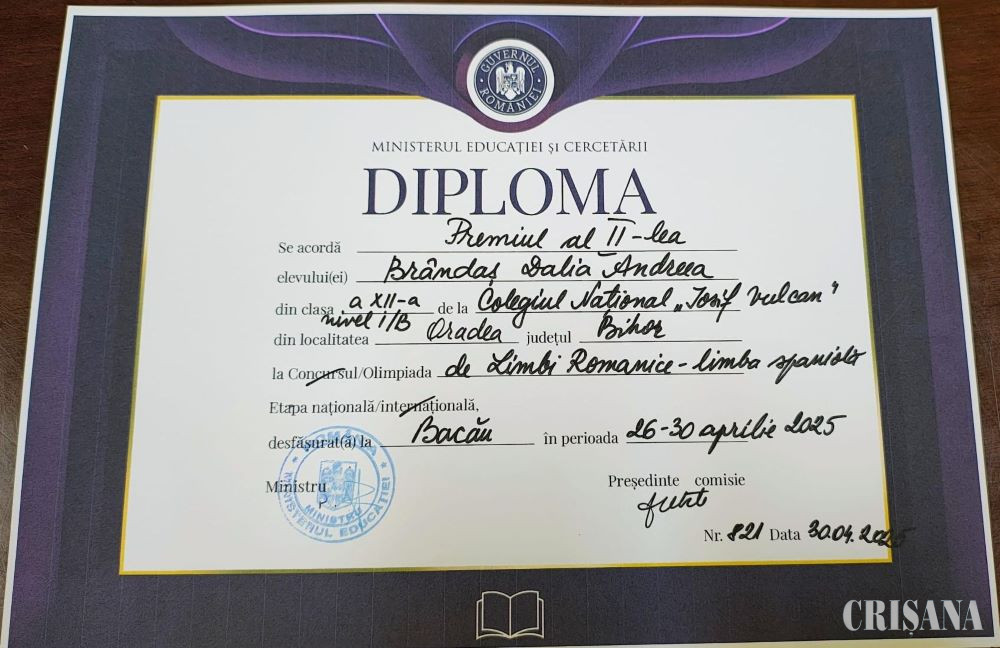 GUVERNUL ROMÂNIEI
MINISTERUL EDUCAȚIEI ȘI CERCETĂRII
DIPLOMA
Se acordă Premiul al II-lea
elevului(ei) Brândaș Dalia Andreea
din clasa a XII-a nivel I/B de la Colegiul Național „Iosif Vulcan"
din localitatea Oradea județul Bihor
la Concursul/Olimpiada de Limbi Romanice - limba spaniolă
Etapa națională/internațională,
desfășurat(ă) la Bacău în perioada 26-30 aprilie 2025
Ministru Președinte comisie
ROMÂNIA
MINISTRU
MINISTERUL EDUCAȚIEI
Nr. 821 Data 30.04.2025
CRIȘANA